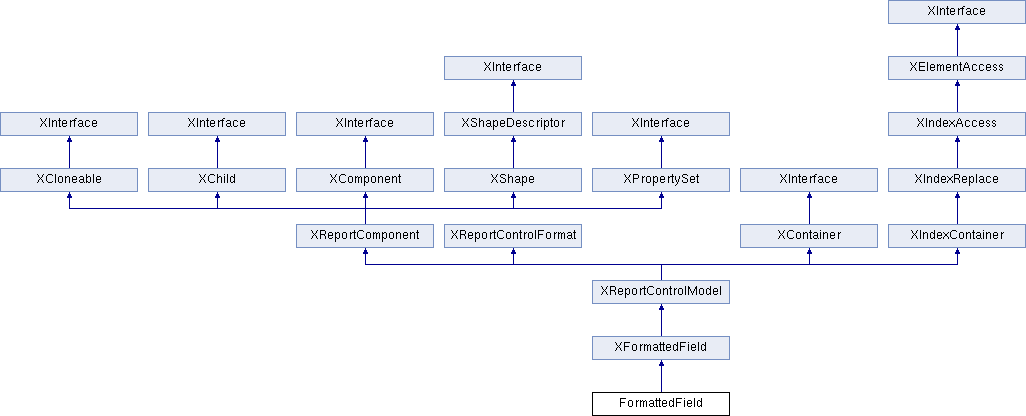 XInterface
XInterface XElementAccess
XInterface XInterface XInterface XShapeDescriptor XInterface XIndexAccess
XCloneable XChild XComponent XShape XPropertySet XInterface XIndexReplace
XReportComponent XReportControlFormat XContainer XIndexContainer
XReportControlModel
XFormattedField
FormattedField